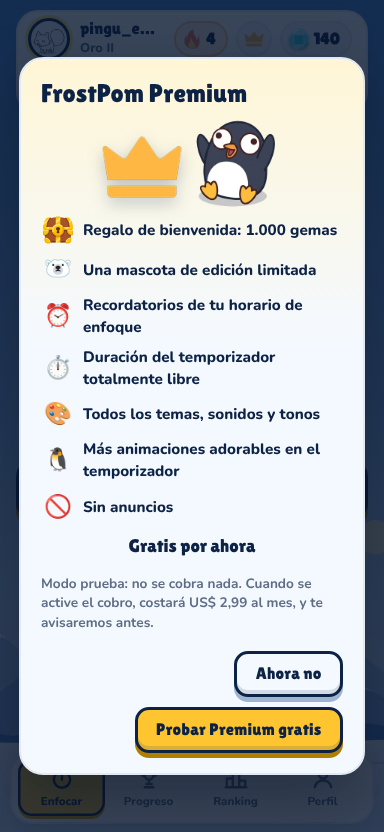 pingu_e...
Oro II
4
140
FrostPom Premium
Regalo de bienvenida: 1.000 gemas
Una mascota de edición limitada
Recordatorios de tu horario de
enfoque
Duración del temporizador
totalmente libre
Todos los temas, sonidos y tonos
Más animaciones adorables en el
temporizador
Sin anuncios
Gratis por ahora
Modo prueba: no se cobra nada. Cuando se
active el cobro, costará US$ 2,99 al mes, y te
avisaremos antes.
Ahora no
Probar Premium gratis
Enfocar
Progreso
Ranking
Perfil